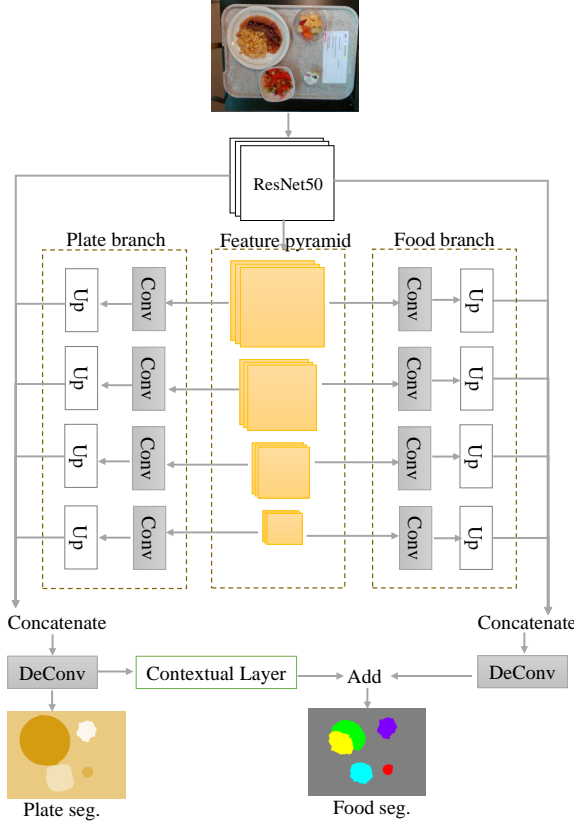 ResNet50
Plate branch
Feature pyramid
Food branch
Up
Conv
Conv
Up
Up
Conv
Conv
Up
Up
Conv
Conv
Up
Up
Conv
Conv
Up
Concatenate
Concatenate
DeConv
Contextual Layer
Add
DeConv
Plate seg.
Food seg.